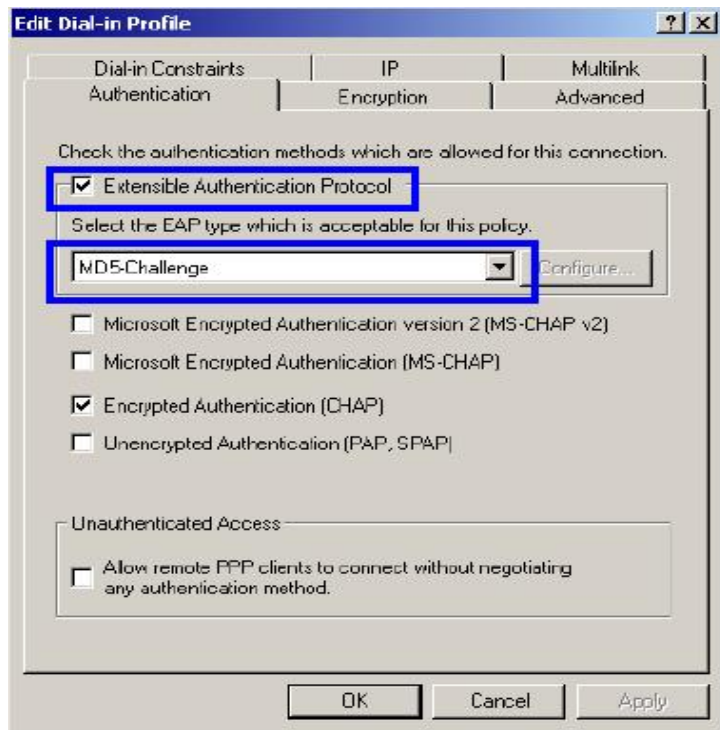 Edit Dial-in Profile
Dial-in Constraints IP Multilink
Authentication Encryption Advanced
Check the authentication methods which are allowed for this connection.
Extensible Authentication Protocol
Select the EAP type which is acceptable for this policy.
MD5-Challenge Configure...
Microsoft Encrypted Authentication version 2 (MS-CHAP v2)
Microsoft Encrypted Authentication (MS-CHAP)
Encrypted Authentication (CHAP)
Unencrypted Authentication (PAP, SPAP)
Unauthenticated Access
Allow remote PPP clients to connect without negotiating
any authentication method.
OK Cancel Apply